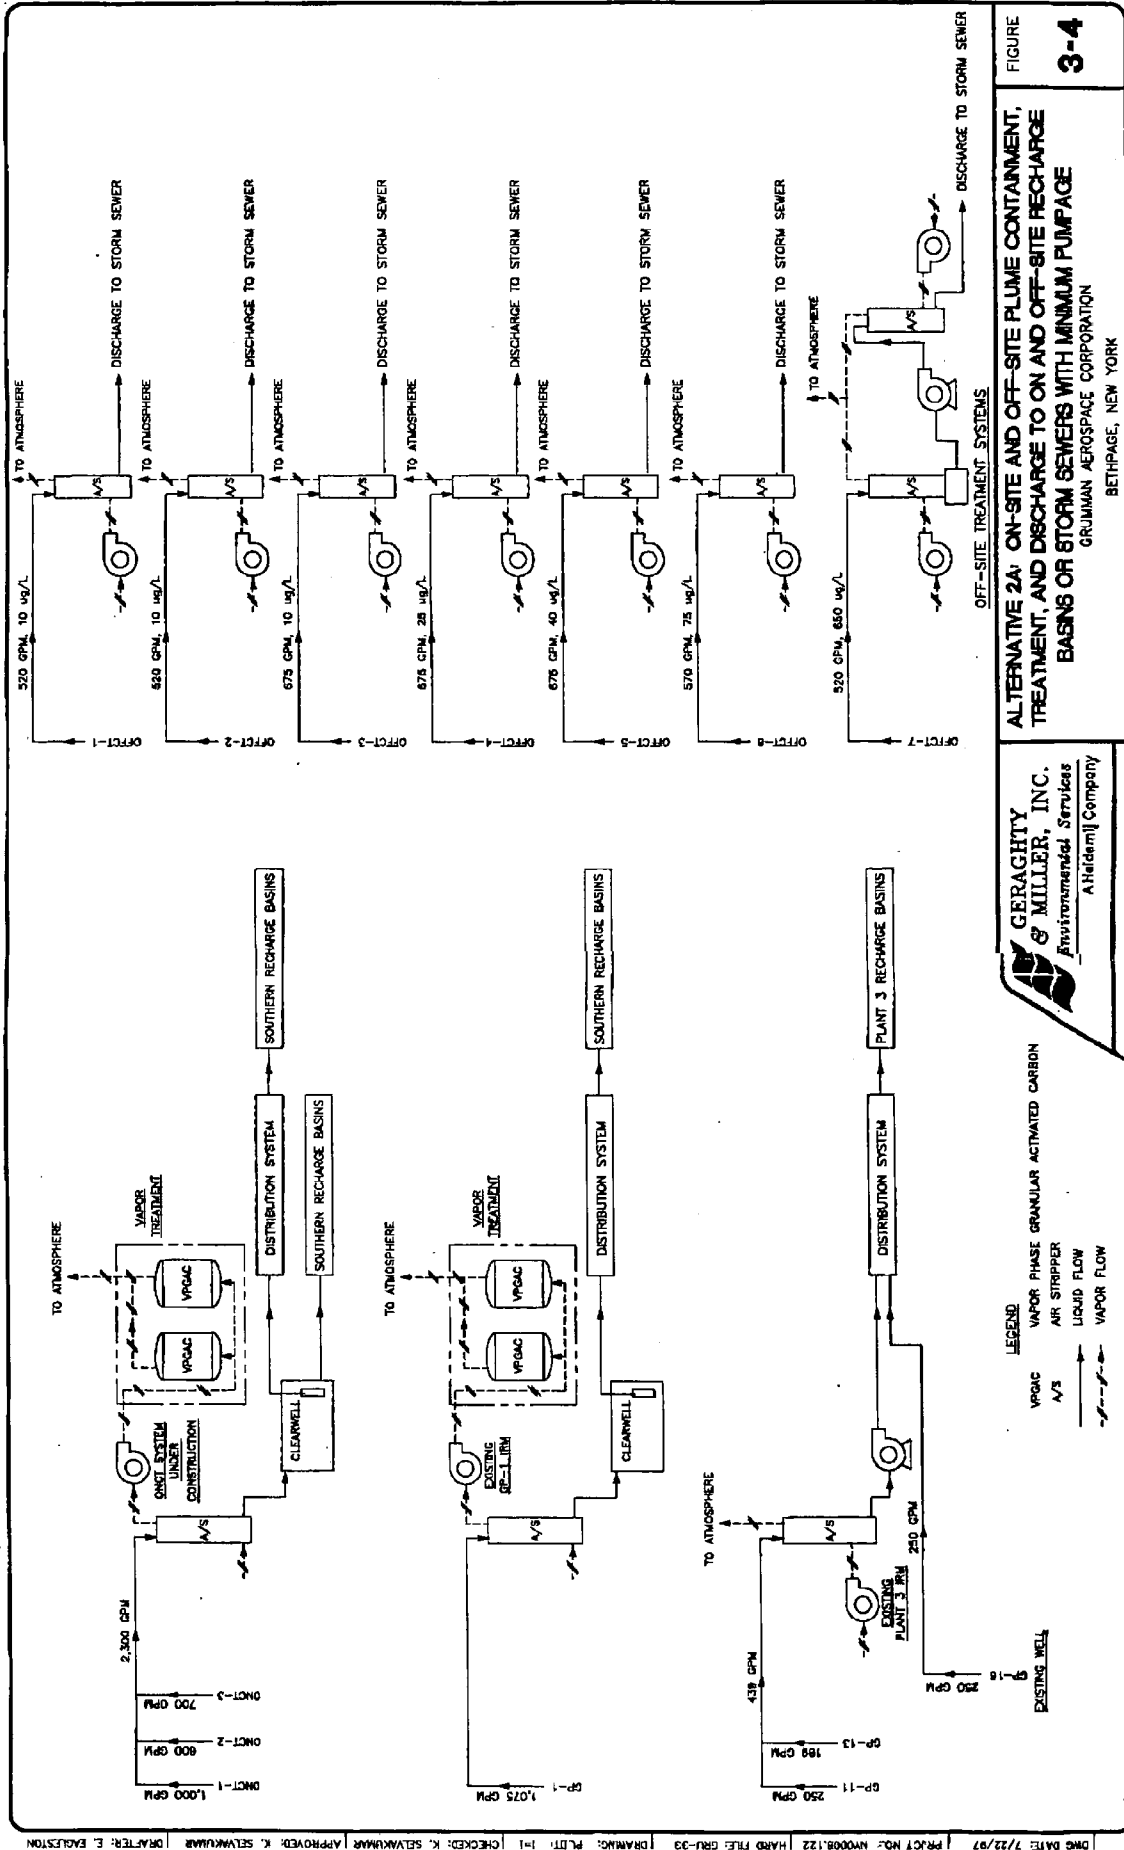 TO ATMOSPHERE
VAPOR
TREATMENT
VPGAC
VPGAC
ONCT SYSTEM
UNDER
CONSTRUCTION
2,300 GPM
A/S
CLEARWELL
DISTRIBUTION SYSTEM
SOUTHERN RECHARGE BASINS
SOUTHERN RECHARGE BASINS
ONCT-1
1,000 GPM
ONCT-2
600 GPM
ONCT-3
700 GPM
TO ATMOSPHERE
VAPOR
TREATMENT
VPGAC
VPGAC
EXISTING
GP-1 IRM
A/S
CLEARWELL
DISTRIBUTION SYSTEM
SOUTHERN RECHARGE BASINS
GP-1
1,075 GPM
TO ATMOSPHERE
A/S
EXISTING
PLANT 3 IRM
439 GPM
GP-11
250 GPM
GP-13
189 GPM
250 GPM
GP-16
250 GPM
EXISTING WELL
DISTRIBUTION SYSTEM
PLANT 3 RECHARGE BASINS
520 GPM, 10 ug/L
OFFCT-1
TO ATMOSPHERE
A/S
DISCHARGE TO STORM SEWER
520 GPM, 10 ug/L
OFFCT-2
TO ATMOSPHERE
A/S
DISCHARGE TO STORM SEWER
675 GPM, 10 ug/L
OFFCT-3
TO ATMOSPHERE
A/S
DISCHARGE TO STORM SEWER
675 GPM, 25 ug/L
OFFCT-4
TO ATMOSPHERE
A/S
DISCHARGE TO STORM SEWER
675 GPM, 40 ug/L
OFFCT-5
TO ATMOSPHERE
A/S
DISCHARGE TO STORM SEWER
570 GPM, 75 ug/L
OFFCT-6
TO ATMOSPHERE
A/S
DISCHARGE TO STORM SEWER
520 GPM, 650 ug/L
OFFCT-7
TO ATMOSPHERE
A/S
A/S
DISCHARGE TO STORM SEWER
OFF-SITE TREATMENT SYSTEMS
LEGEND
VPGAC VAPOR PHASE GRANULAR ACTIVATED CARBON
A/S AIR STRIPPER
LIQUID FLOW
VAPOR FLOW
GERAGHTY
& MILLER, INC.
Environmental Services
A Heidemij Company
ALTERNATIVE 2A: ON-SITE AND OFF-SITE PLUME CONTAINMENT,
TREATMENT, AND DISCHARGE TO ON AND OFF-SITE RECHARGE
BASINS OR STORM SEWERS WITH MINIMUM PUMPAGE
GRUMMAN AEROSPACE CORPORATION
BETHPAGE, NEW YORK
FIGURE
3-4
DWG DATE: 7/22/97 PRJCT NO.: NY0008.122 HARD FILE: GRU-33 DRAWING: PLOT: 1=1 CHECKED: K. SELVAKUMAR APPROVED: K. SELVAKUMAR DRAFTER: E. EAGLESTON